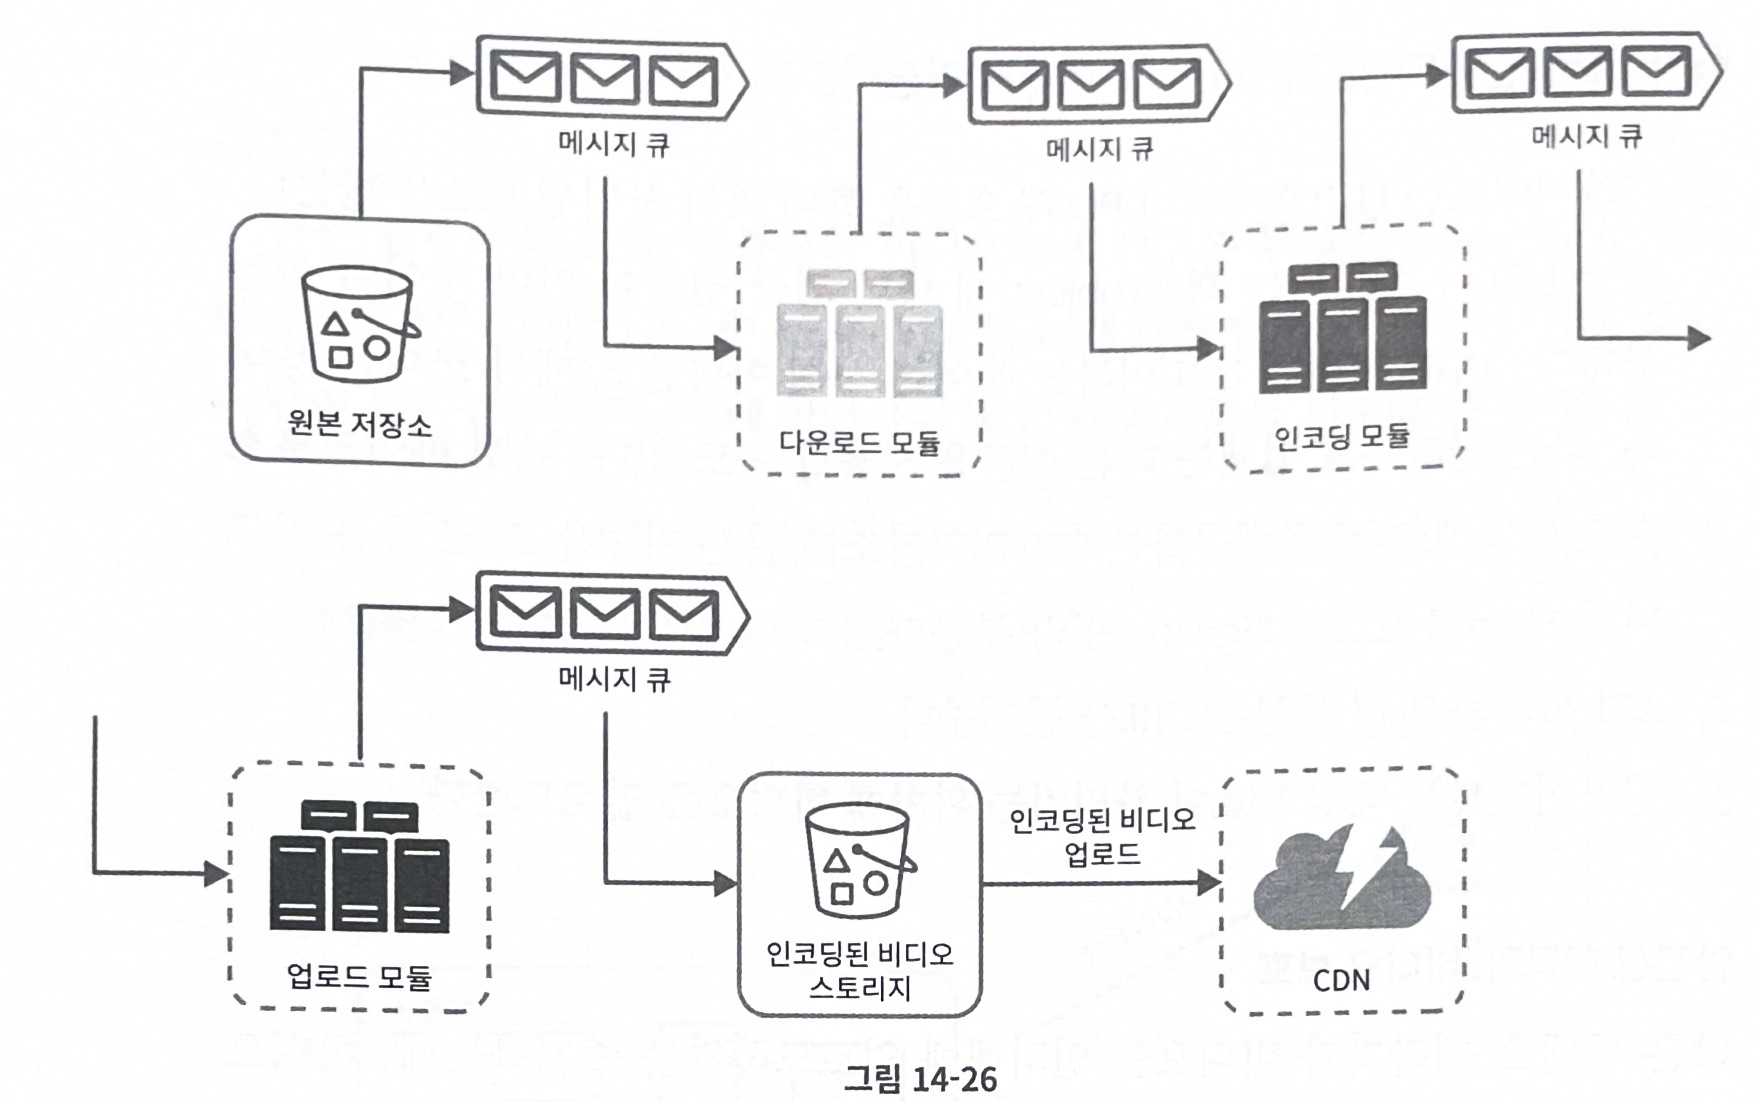 메시지 큐
메시지 큐
메시지 큐
원본 저장소
다운로드 모듈
인코딩 모듈
메시지 큐
업로드 모듈
인코딩된 비디오
스토리지
인코딩된 비디오
업로드
CDN
그림 14-26